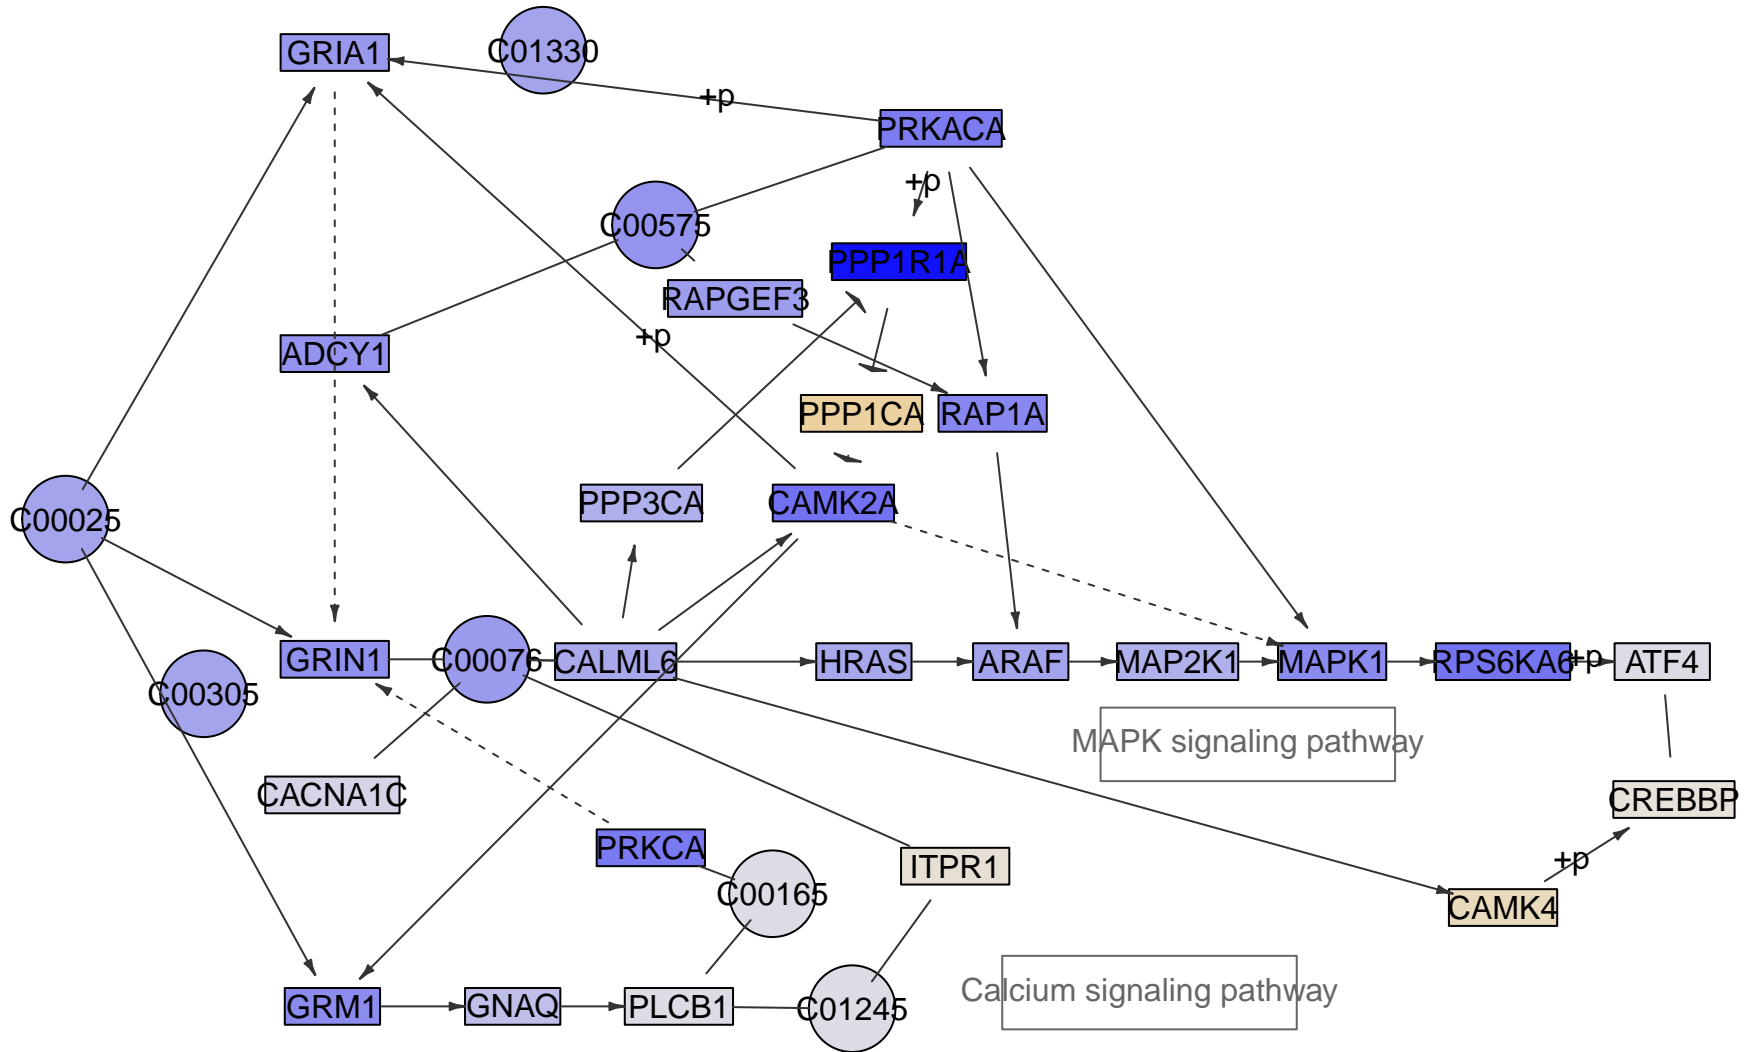 C01330
GRIA1
+p
PRKACA
+p
C00575
PPP1R1A
RAPGEF3
+p
ADCY1
PPP1CA
RAP1A
PPP3CA
CAMK2A
C00025
GRIN1
C00076
CALML6
HRAS
ARAF
MAP2K1
MAPK1
RPS6KA6
+p
ATF4
C00305
MAPK signaling pathway
CACNA1C
CREBBP
PRKCA
ITPR1
+p
C00165
CAMK4
Calcium signaling pathway
GRM1
GNAQ
PLCB1
C01245